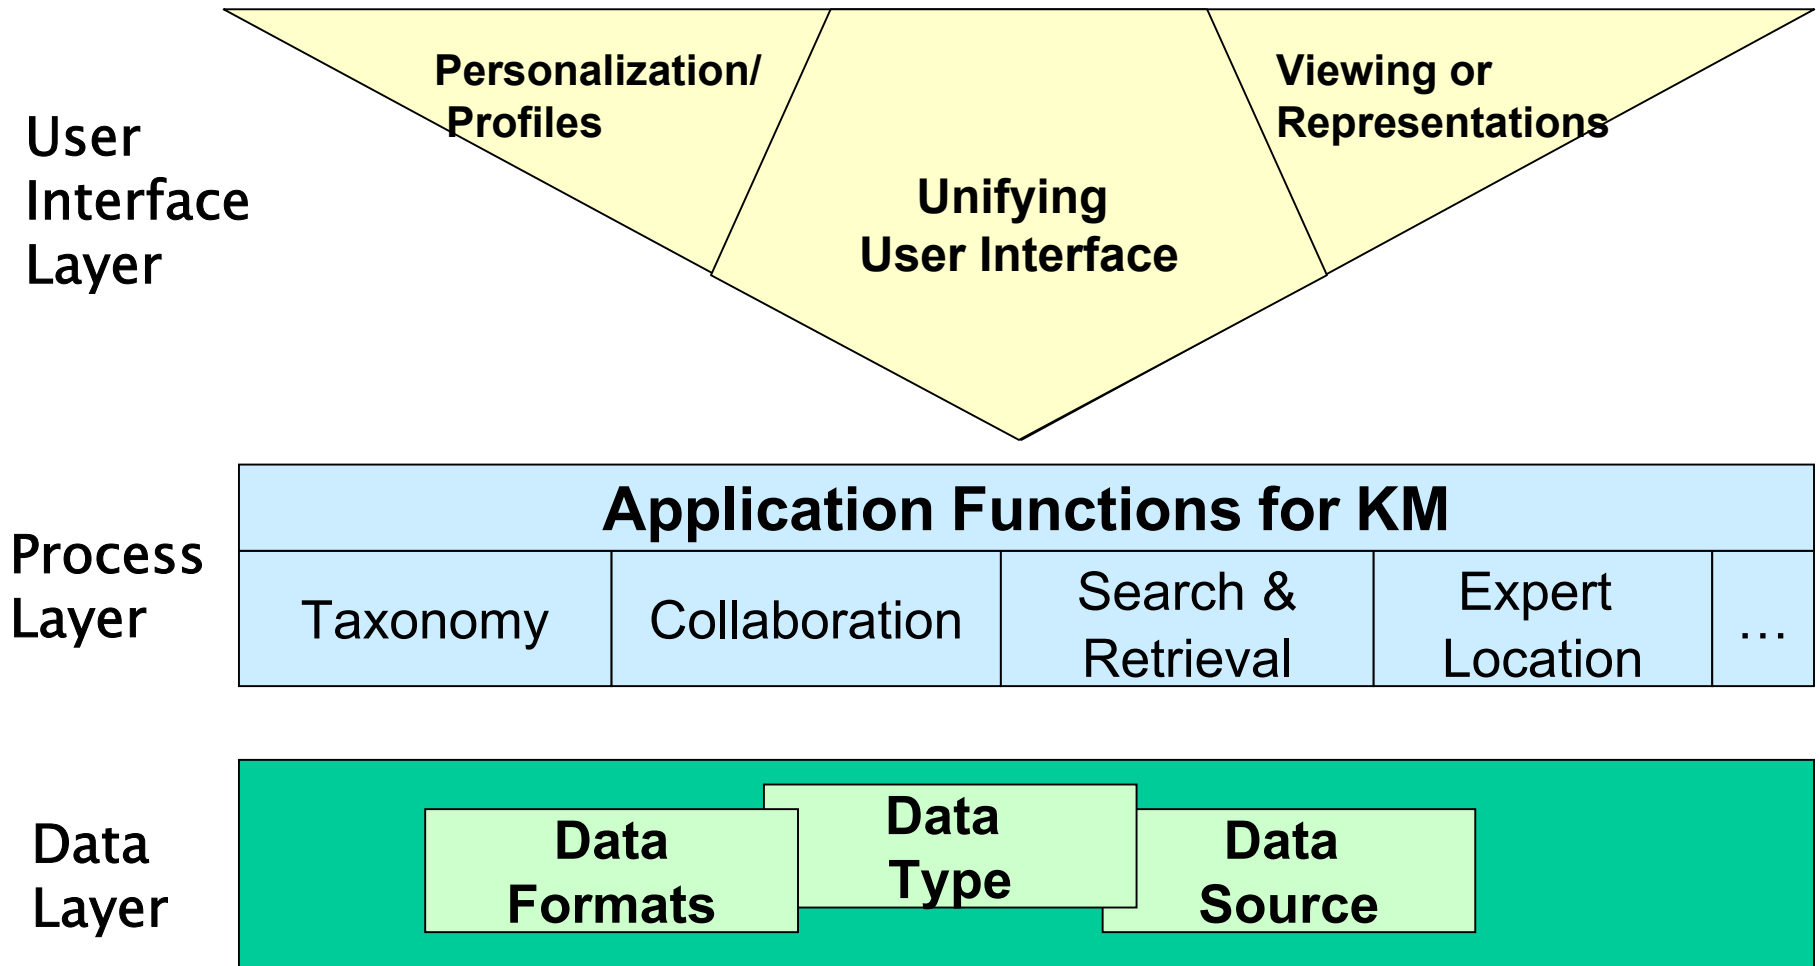 User
Interface
Layer
Personalization/
Profiles
Unifying
User Interface
Viewing or
Representations
Process
Layer
Application Functions for KM
Taxonomy
Collaboration
Search &
Retrieval
Expert
Location
...
Data
Layer
Data
Formats
Data
Type
Data
Source